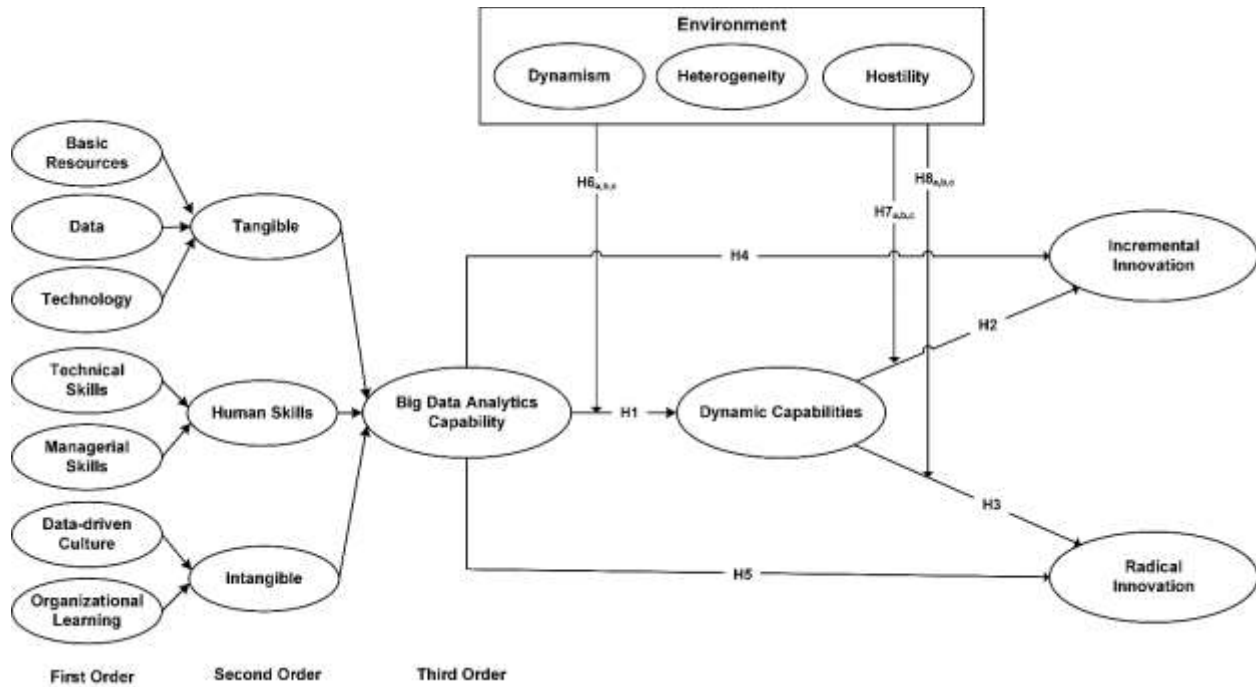 Environment
Dynamism
Heterogeneity
Hostility
Basic
Resources
Data
Technology
Tangible
Technical
Skills
Managerial
Skills
Human Skills
Data-driven
Culture
Organizational
Learning
Intangible
Big Data Analytics
Capability
H6a,b,c
H7a,b,c
H8a,b,c
H4
H1
H5
Dynamic Capabilities
H2
H3
Incremental
Innovation
Radical
Innovation
First Order
Second Order
Third Order